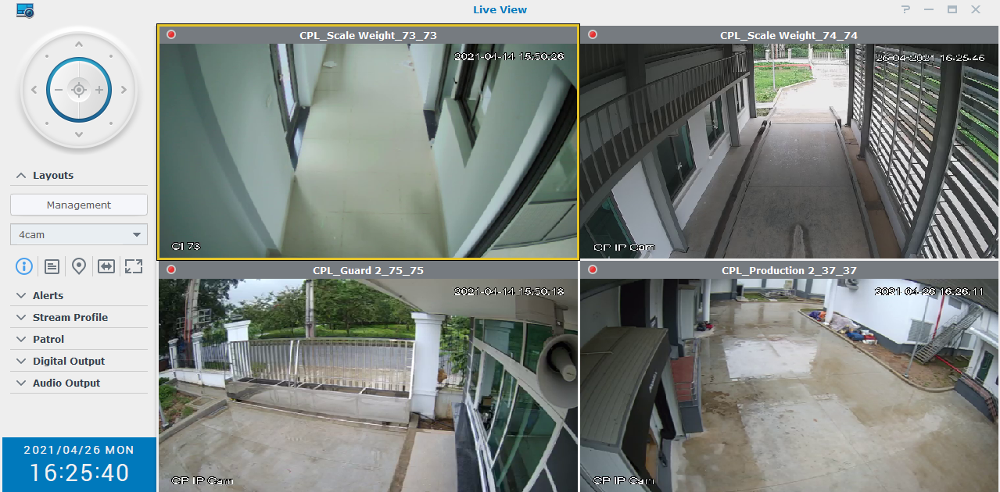 Live View
Layouts
Management
4cam
Alerts
Stream Profile
Patrol
Digital Output
Audio Output
2021/04/26 MON
16:25:40
CPL_Scale Weight_73_73
2021-04-14 15:50:26
CI 73
CPL_Scale Weight_74_74
26-04-2021 16:25:46
CP IP Cam
CPL_Guard 2_75_75
2021-04-14 15:50:18
CP IP Cam
CPL_Production 2_37_37
2021-04-26 16:26:11
CP IP Cam